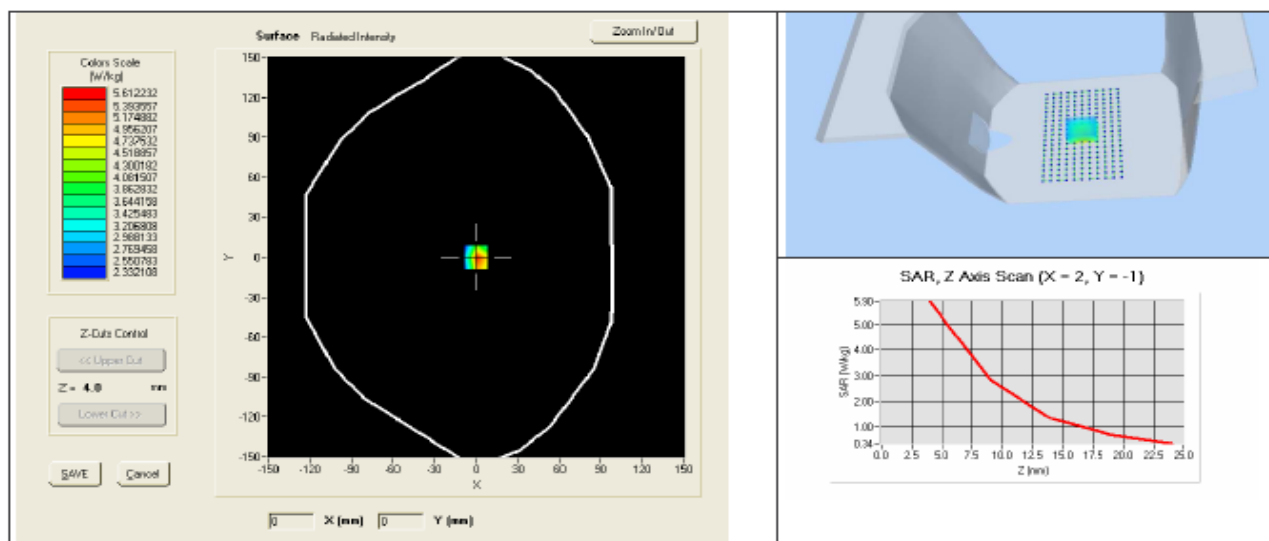 Surface Radiated Intensity
Zoom In/Out
Colors Scale
[W/kg]
5.612232
5.393557
5.174882
4.956207
4.737532
4.518857
4.300182
4.081507
3.862832
3.644158
3.425483
3.206808
2.988133
2.769458
2.550783
2.332108
Z-Cuts Control
<< Upper Cut
Z = 4.0 mm
Lower Cut >>
SAVE Cancel
Y
150
120
90
60
30
0
-30
-60
-90
-120
-150
-150 -120 -90 -60 -30 0 30 60 90 120 150
X
0 X (mm) 0 Y (mm)
SAR, Z Axis Scan (X = 2, Y = -1)
SAR (W/kg)
5.90
5.00
4.00
3.00
2.00
1.00
0.34
0.0 2.5 5.0 7.5 10.0 12.5 15.0 17.5 20.0 25.0
Z (mm)